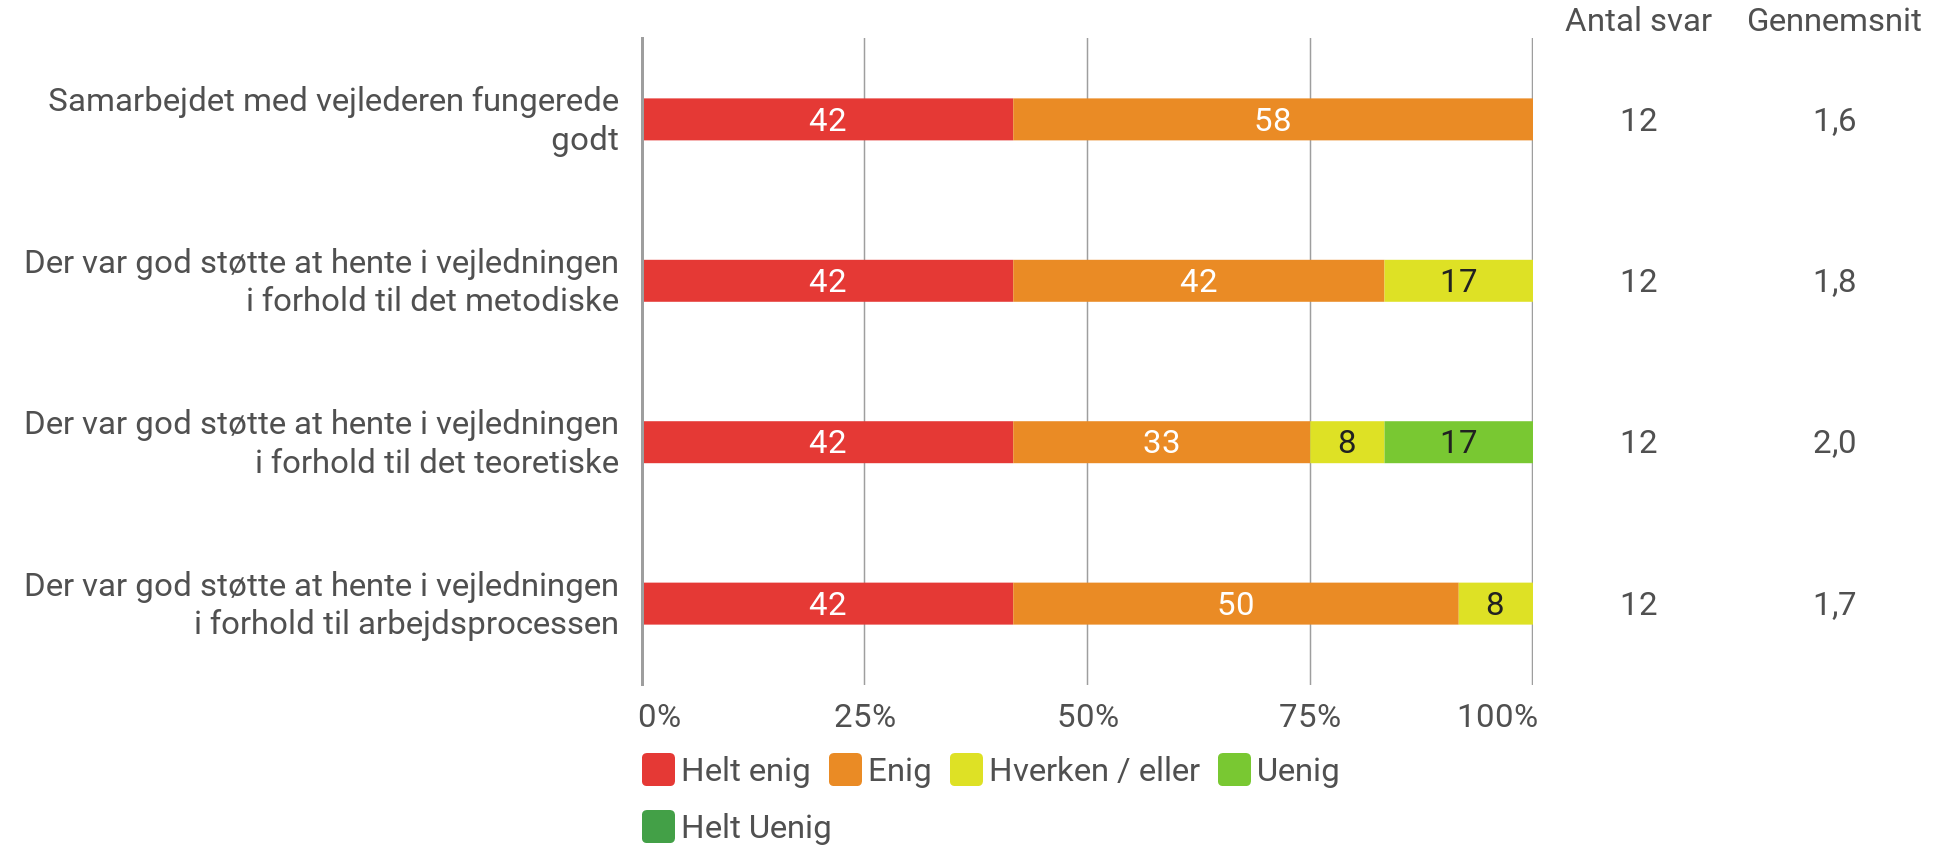 Antal svar Gennemsnit
Samarbejdet med vejlederen fungerede
godt
42 58 12 1,6
Der var god støtte at hente i vejledningen
i forhold til det metodiske
42 42 17 12 1,8
Der var god støtte at hente i vejledningen
i forhold til det teoretiske
42 33 8 17 12 2,0
Der var god støtte at hente i vejledningen
i forhold til arbejdsprocessen
42 50 8 12 1,7
0% 25% 50% 75% 100%
Helt enig Enig Hverken / eller Uenig
Helt Uenig